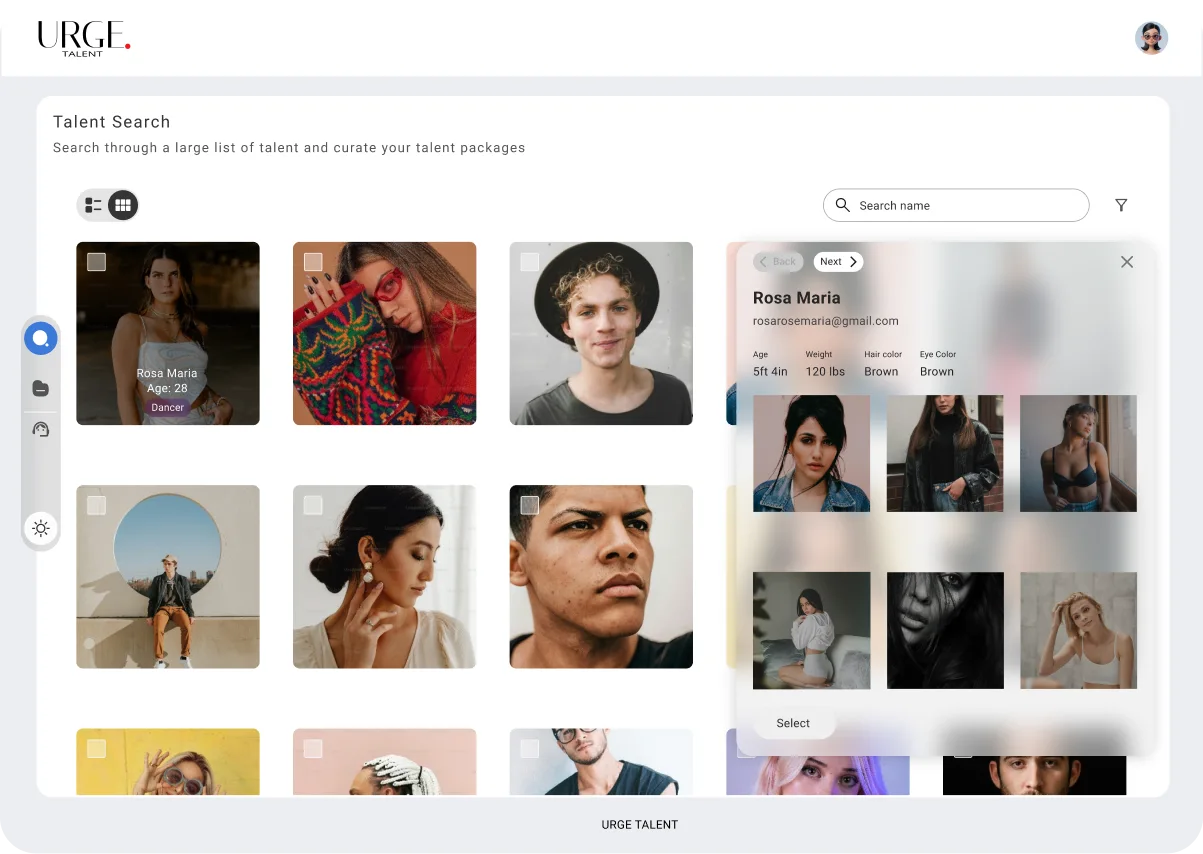 URGE.
TALENT
Talent Search
Search through a large list of talent and curate your talent packages
Search name
Rosa Maria
Age: 28
Dancer
Back Next
Rosa Maria
rosarosemaria@gmail.com
Age Weight Hair color Eye Color
5ft 4in 120 lbs Brown Brown
Select
URGE TALENT